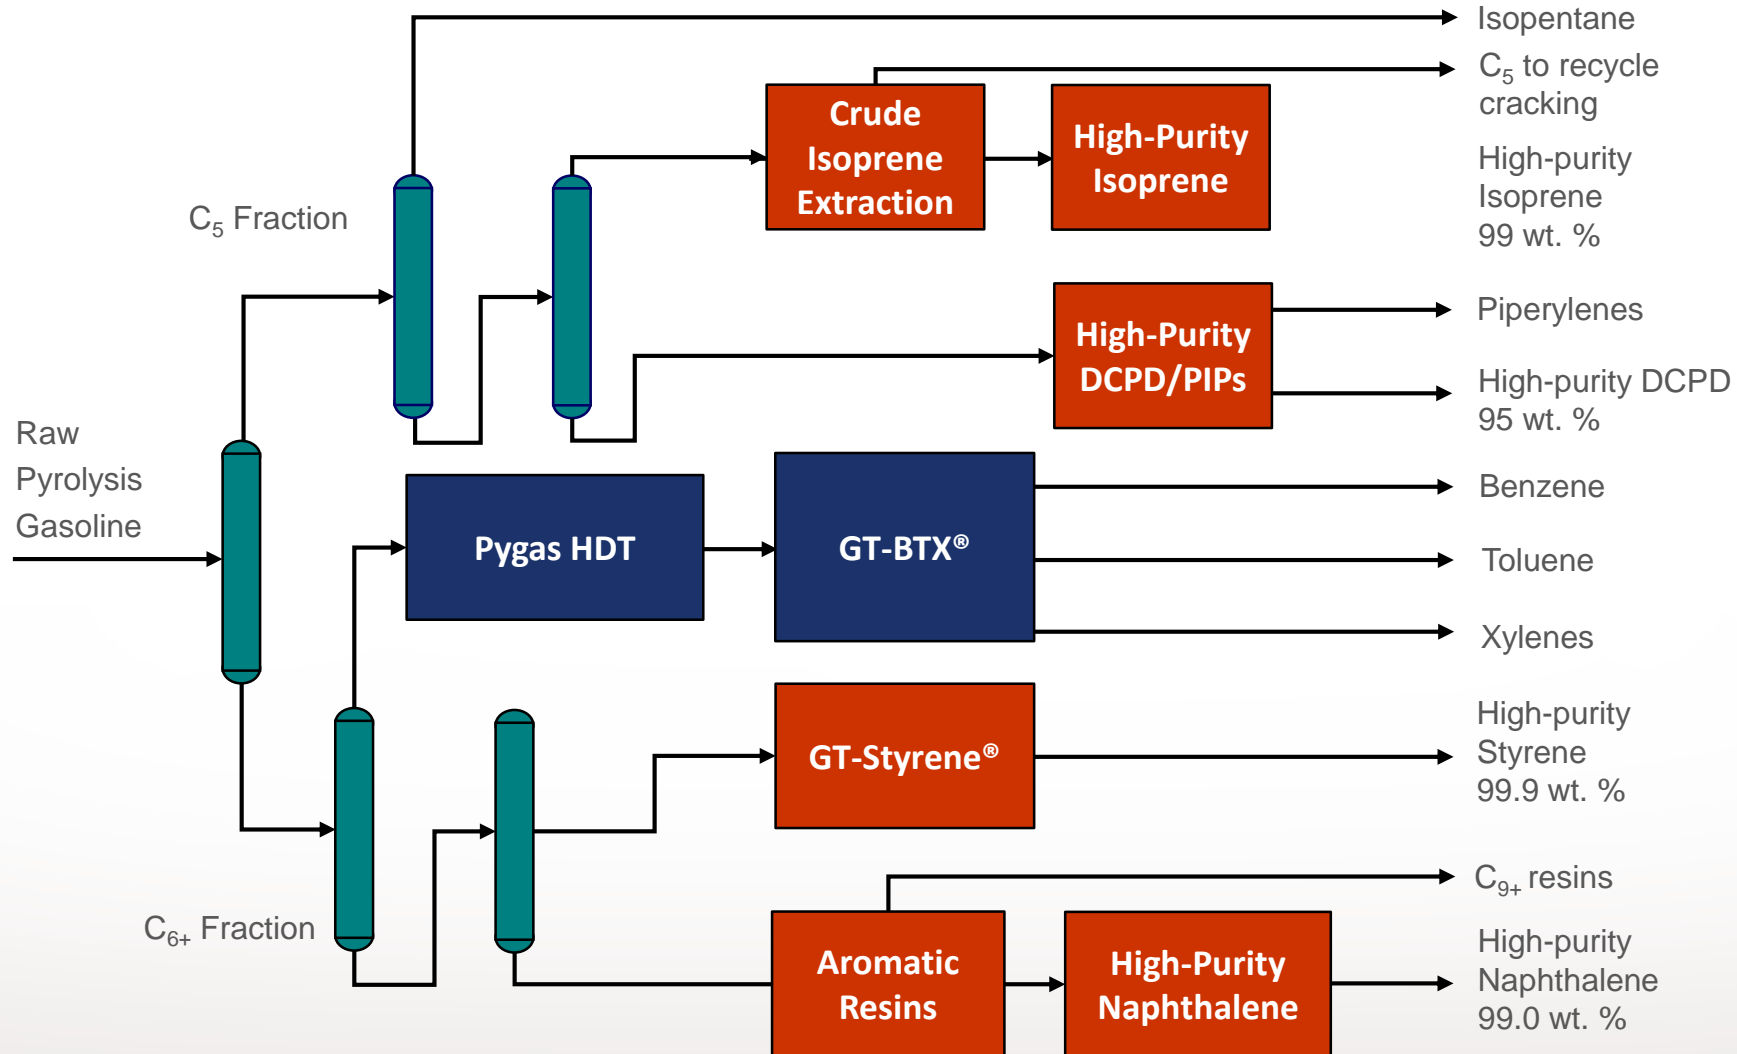 Isopentane
C₅ to recycle
cracking
Crude
Isoprene
Extraction
High-Purity
Isoprene
High-purity
Isoprene
99 wt. %
C₅ Fraction
High-Purity
DCPD/PIPs
Piperylenes
High-purity DCPD
95 wt. %
Raw
Pyrolysis
Gasoline
Pygas HDT
GT-BTX®
Benzene
Toluene
Xylenes
GT-Styrene®
High-purity
Styrene
99.9 wt. %
C₆₊ Fraction
C₉₊ resins
Aromatic
Resins
High-Purity
Naphthalene
High-purity
Naphthalene
99.0 wt. %